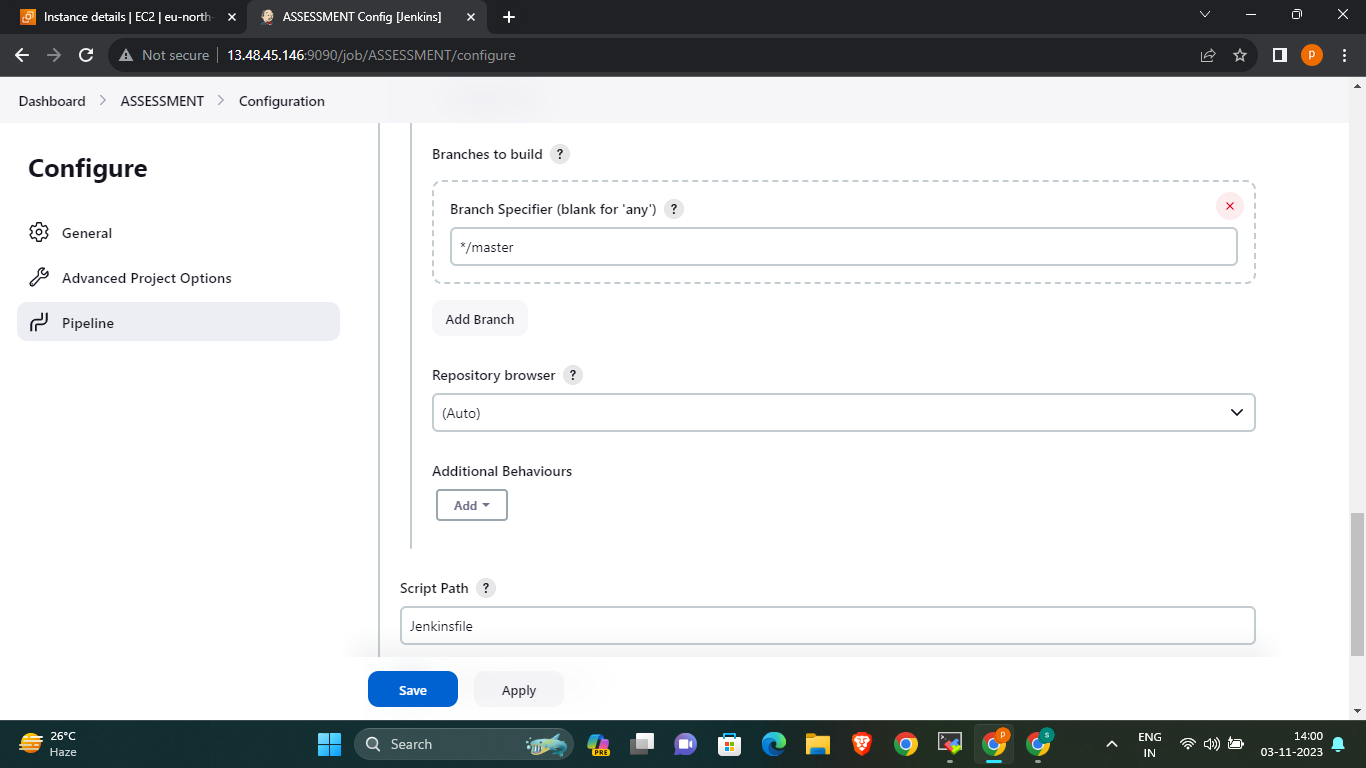 Instance details | EC2 | eu-north-
ASSESSMENT Config [Jenkins]
Not secure
13.48.45.146:9090/job/ASSESSMENT/configure
P
Dashboard
ASSESSMENT
Configuration
Configure
General
Advanced Project Options
Pipeline
Branches to build ?
Branch Specifier (blank for 'any') ?
*/master
Add Branch
Repository browser ?
(Auto)
Additional Behaviours
Add
Script Path ?
Jenkinsfile
Save
Apply
26°C
Haze
Search
PRE
P
S
ENG
IN
14:00
03-11-2023